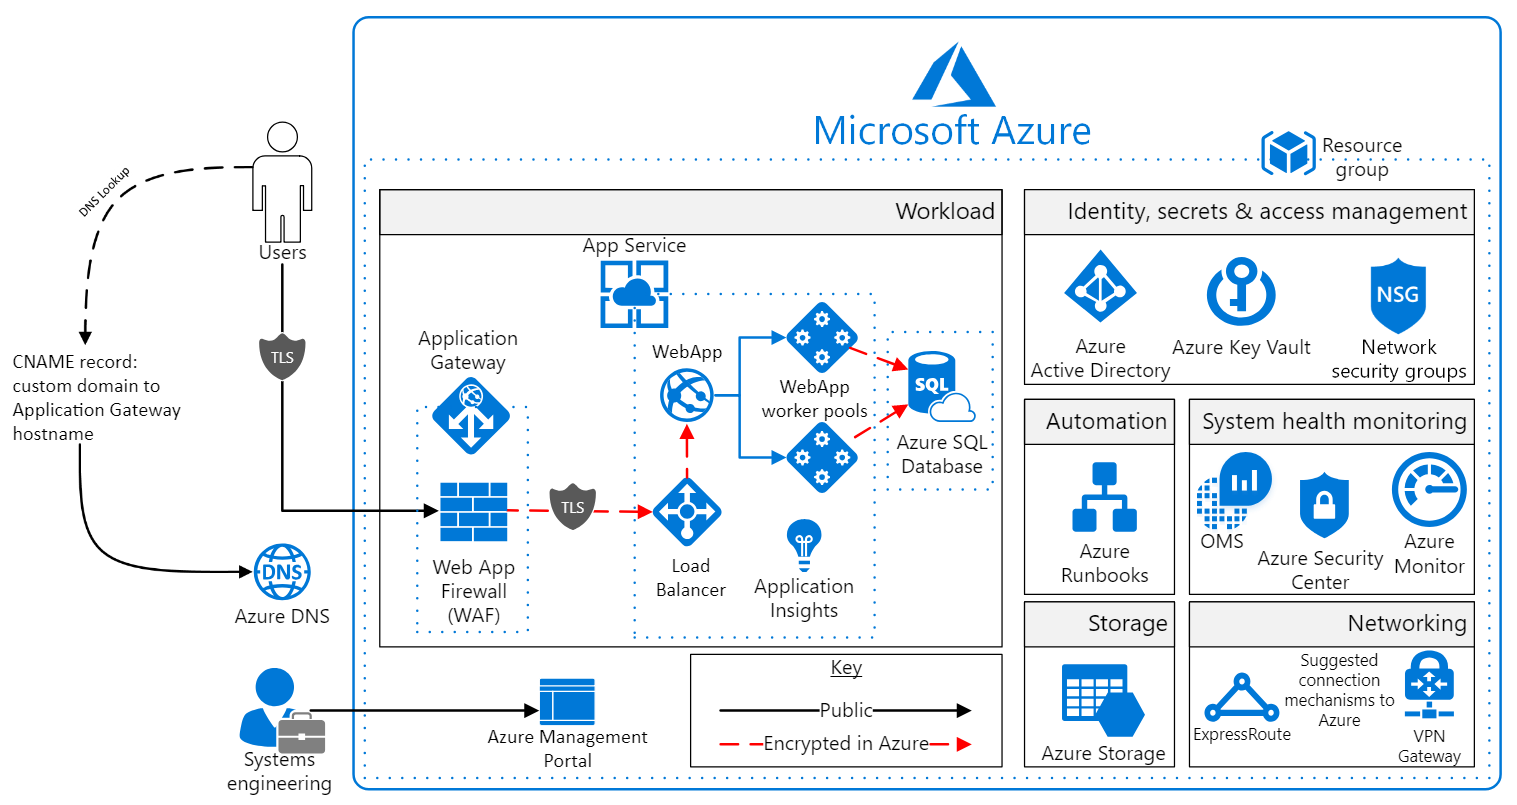 Microsoft Azure
Resource
group
DNS Lookup
Users
TLS
CNAME record:
custom domain to
Application Gateway
hostname
DNS
Azure DNS
Systems
engineering
Workload
App Service
Application
Gateway
WebApp
WebApp
worker pools
SQL
Azure SQL
Database
TLS
Web App
Firewall
(WAF)
Load
Balancer
Application
Insights
Azure Management
Portal
Key
Public
Encrypted in Azure
Identity, secrets & access management
Azure
Active Directory
Azure Key Vault
NSG
Network
security groups
Automation
Azure
Runbooks
System health monitoring
OMS
Azure Security
Center
Azure
Monitor
Storage
Azure Storage
Networking
ExpressRoute
Suggested
connection
mechanisms to
Azure
VPN
Gateway